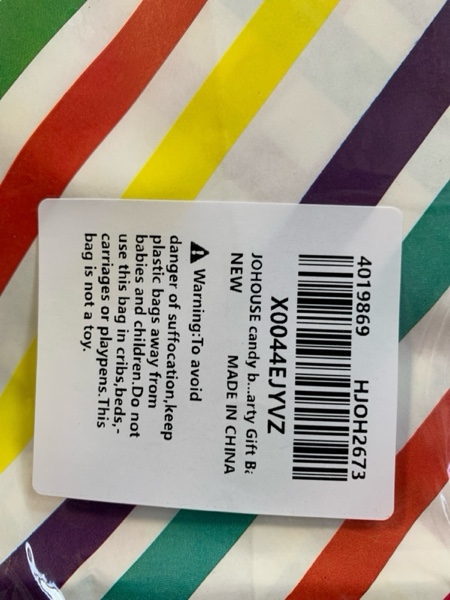 4019869 HJOH2673
X0044EJYVZ
JOHOUSE candy b...arty Gift Ba
NEW MADE IN CHINA
Warning:To avoid
danger of suffocation,keep
plastic bags away from
babies and children.Do not
use this bag in cribs,beds,-
carriages or playpens.This
bag is not a toy.